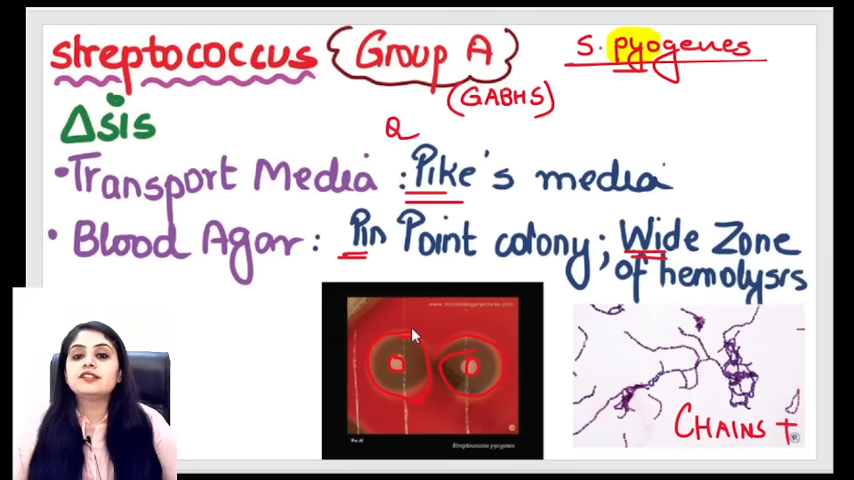 streptococcus {Group A} S. pyogenes
(GABHS)
Δsis
Q
•Transport Media : Pike's media
• Blood Agar : Pin Point colony; Wide Zone
of hemolysis
www.microbiologyinpictures.com
Streptococcus pyogenes
CHAINS +